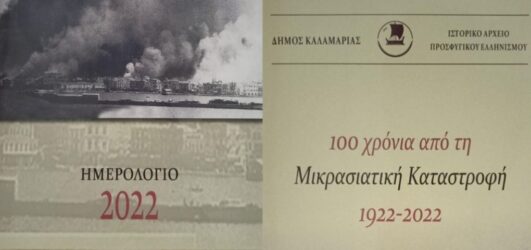 ΗΜΕΡΟΛΟΓΙΟ
2022
ΔΗΜΟΣ ΚΑΛΑΜΑΡΙΑΣ
ΙΣΤΟΡΙΚΟ ΑΡΧΕΙΟ
ΠΡΟΣΦΥΓΙΚΟΥ ΕΛΛΗΝΙΣΜΟΥ
100 χρόνια από τη
Μικρασιατική Καταστροφή
1922-2022